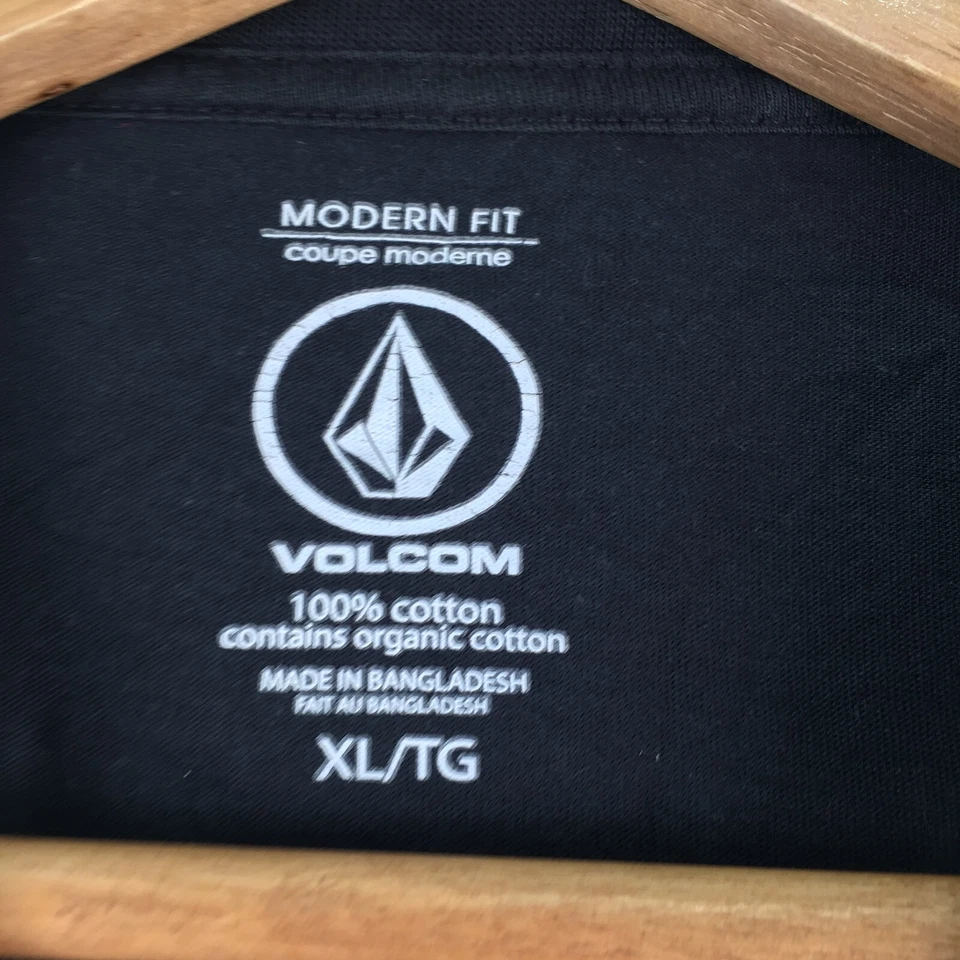 MODERN FIT
coupe moderne
VOLCOM
100% cotton
contains organic cotton
MADE IN BANGLADESH
FAIT AU BANGLADESH
XL/TG